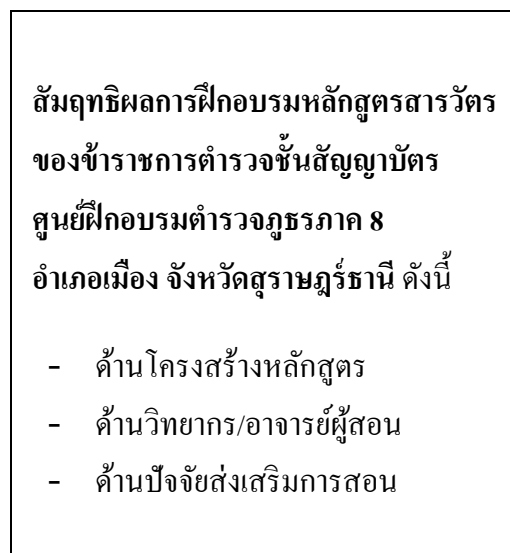 สัมฤทธิผลการฝึกอบรมหลักสูตรสารวัตร
ของข้าราชการตำรวจชั้นสัญญาบัตร
ศูนย์ฝึกอบรมตำรวจภูธรภาค 8
อำเภอเมือง จังหวัดสุราษฎร์ธานี ดังนี้
- ด้านโครงสร้างหลักสูตร
- ด้านวิทยากร/อาจารย์ผู้สอน
- ด้านปัจจัยส่งเสริมการสอน